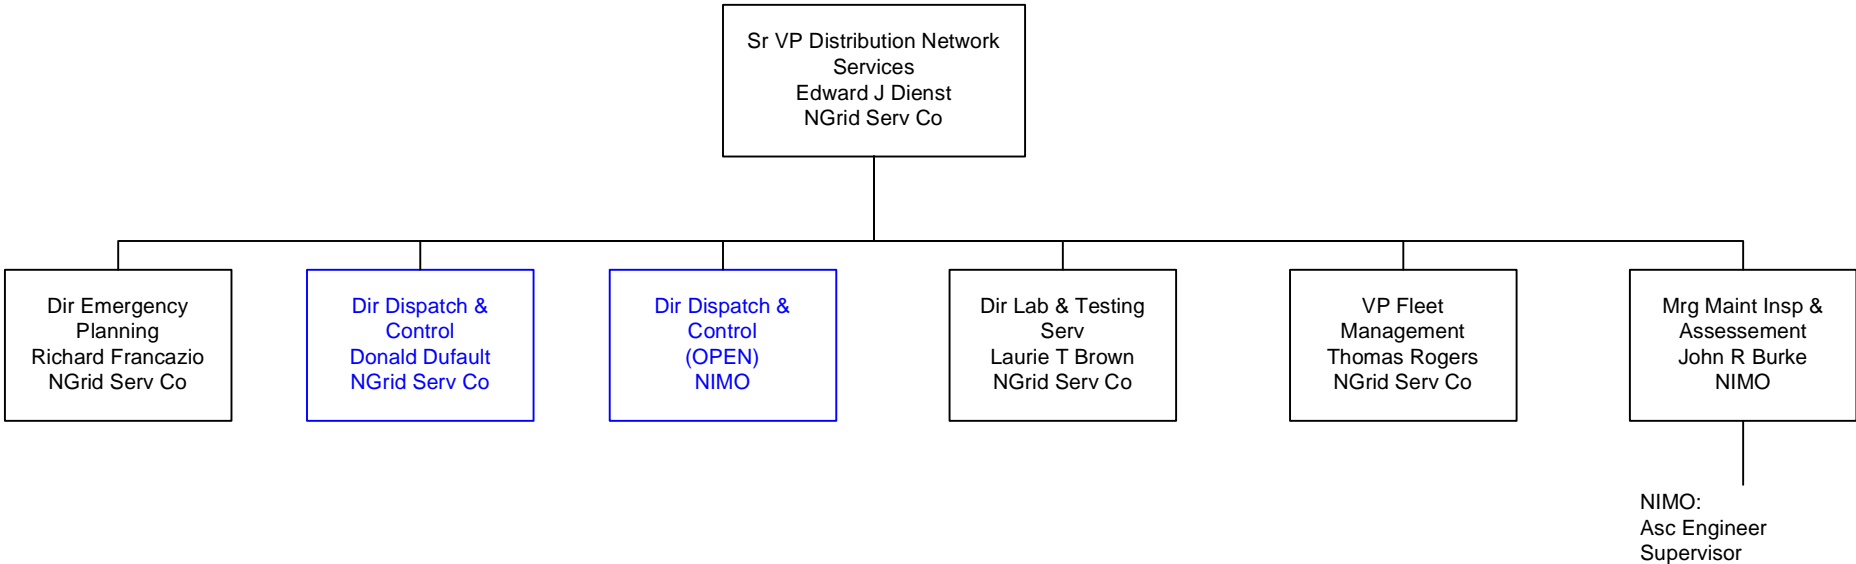 Sr VP Distribution Network
Services
Edward J Dienst
NGrid Serv Co
Dir Emergency
Planning
Richard Francazio
NGrid Serv Co
Dir Dispatch &
Control
Donald Dufault
NGrid Serv Co
Dir Dispatch &
Control
(OPEN)
NIMO
Dir Lab & Testing
Serv
Laurie T Brown
NGrid Serv Co
VP Fleet
Management
Thomas Rogers
NGrid Serv Co
Mrg Maint Insp &
Assessement
John R Burke
NIMO
NIMO:
Asc Engineer
Supervisor